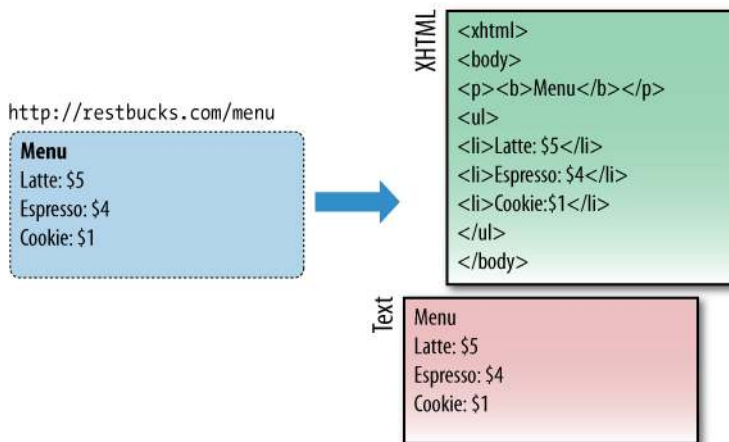 http://restbucks.com/menu
Menu
Latte: $5
Espresso: $4
Cookie: $1
XHTML
<xhtml>
<body>
<p><b>Menu</b></p>
<ul>
<li>Latte: $5</li>
<li>Espresso: $4</li>
<li>Cookie:$1</li>
</ul>
</body>
Text
Menu
Latte: $5
Espresso: $4
Cookie: $1